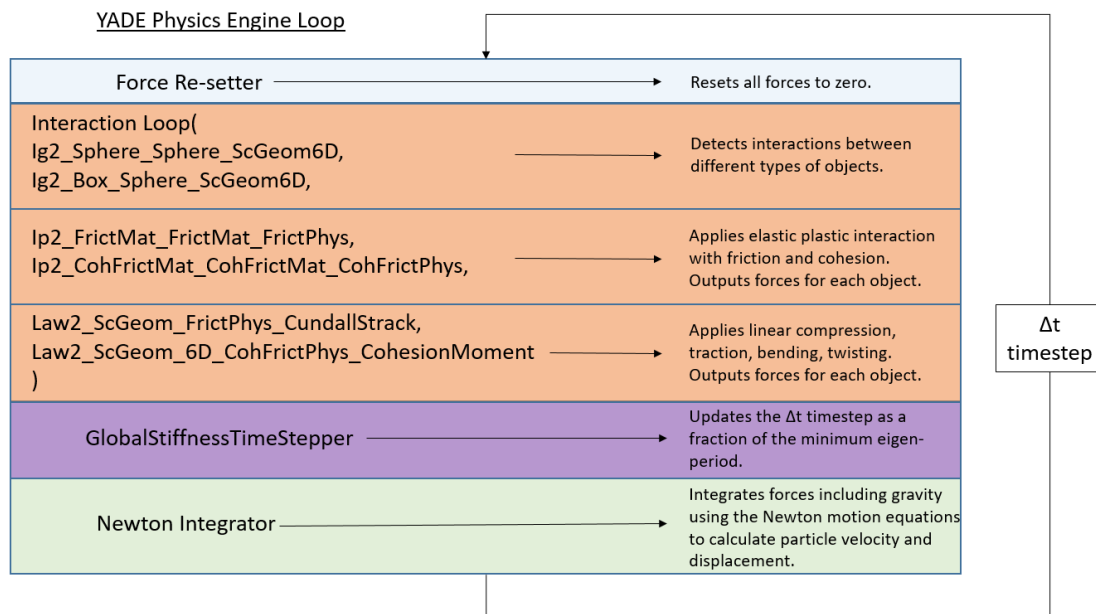 YADE Physics Engine Loop
Force Re-setter
Resets all forces to zero.
Interaction Loop(
Ig2_Sphere_Sphere_ScGeom6D,
Ig2_Box_Sphere_ScGeom6D,
Detects interactions between
different types of objects.
Ip2_FrictMat_FrictMat_FrictPhys,
Ip2_CohFrictMat_CohFrictMat_CohFrictPhys,
Applies elastic plastic interaction
with friction and cohesion.
Outputs forces for each object.
Law2_ScGeom_FrictPhys_CundallStrack,
Law2_ScGeom_6D_CohFrictPhys_CohesionMoment
)
Applies linear compression,
traction, bending, twisting.
Outputs forces for each object.
GlobalStiffnessTimeStepper
Updates the Δt timestep as a
fraction of the minimum eigen-
period.
Newton Integrator
Integrates forces including gravity
using the Newton motion equations
to calculate particle velocity and
displacement.
Δt
timestep